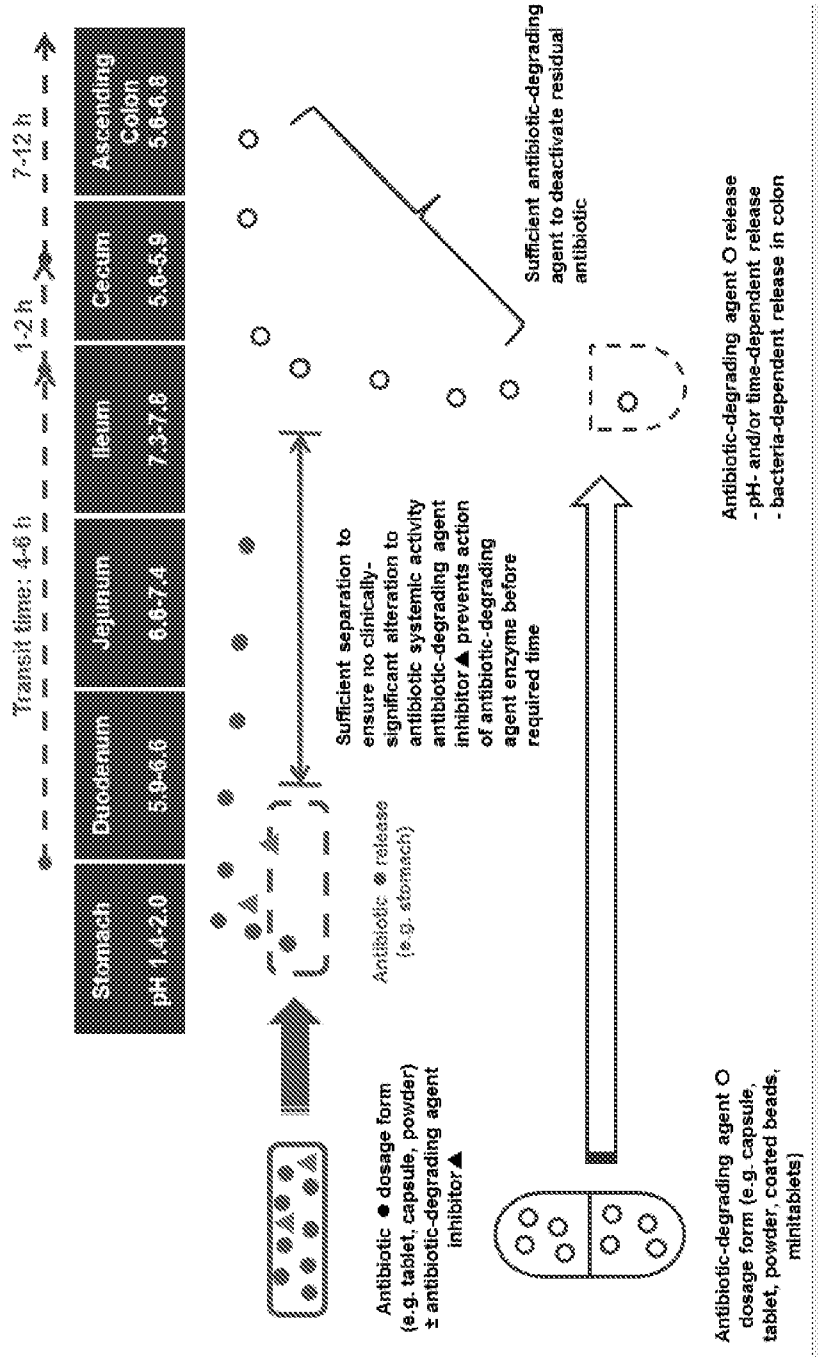 Transit time: 4-6 h
1-2 h
7-12 h
Stomach
pH 1.4-2.0
Duodenum
5.9-6.6
Jejunum
6.6-7.4
Ileum
7.3-7.8
Cecum
5.6-5.9
Ascending
Colon
5.6-6.8
Antibiotic ● dosage form
(e.g. tablet, capsule, powder)
± antibiotic-degrading agent
inhibitor▲
Antibiotic ● release
(e.g. stomach)
Sufficient separation to
ensure no clinically-
significant alteration to
antibiotic systemic activity
antibiotic-degrading agent
inhibitor▲ prevents action
of antibiotic-degrading
agent enzyme before
required time
Sufficient antibiotic-degrading
agent to deactivate residual
antibiotic
Antibiotic-degrading agent O
dosage form (e.g. capsule,
tablet, powder, coated beads,
minitablets)
Antibiotic-degrading agent O release
- pH- and/or time-dependent release
- bacteria-dependent release in colon